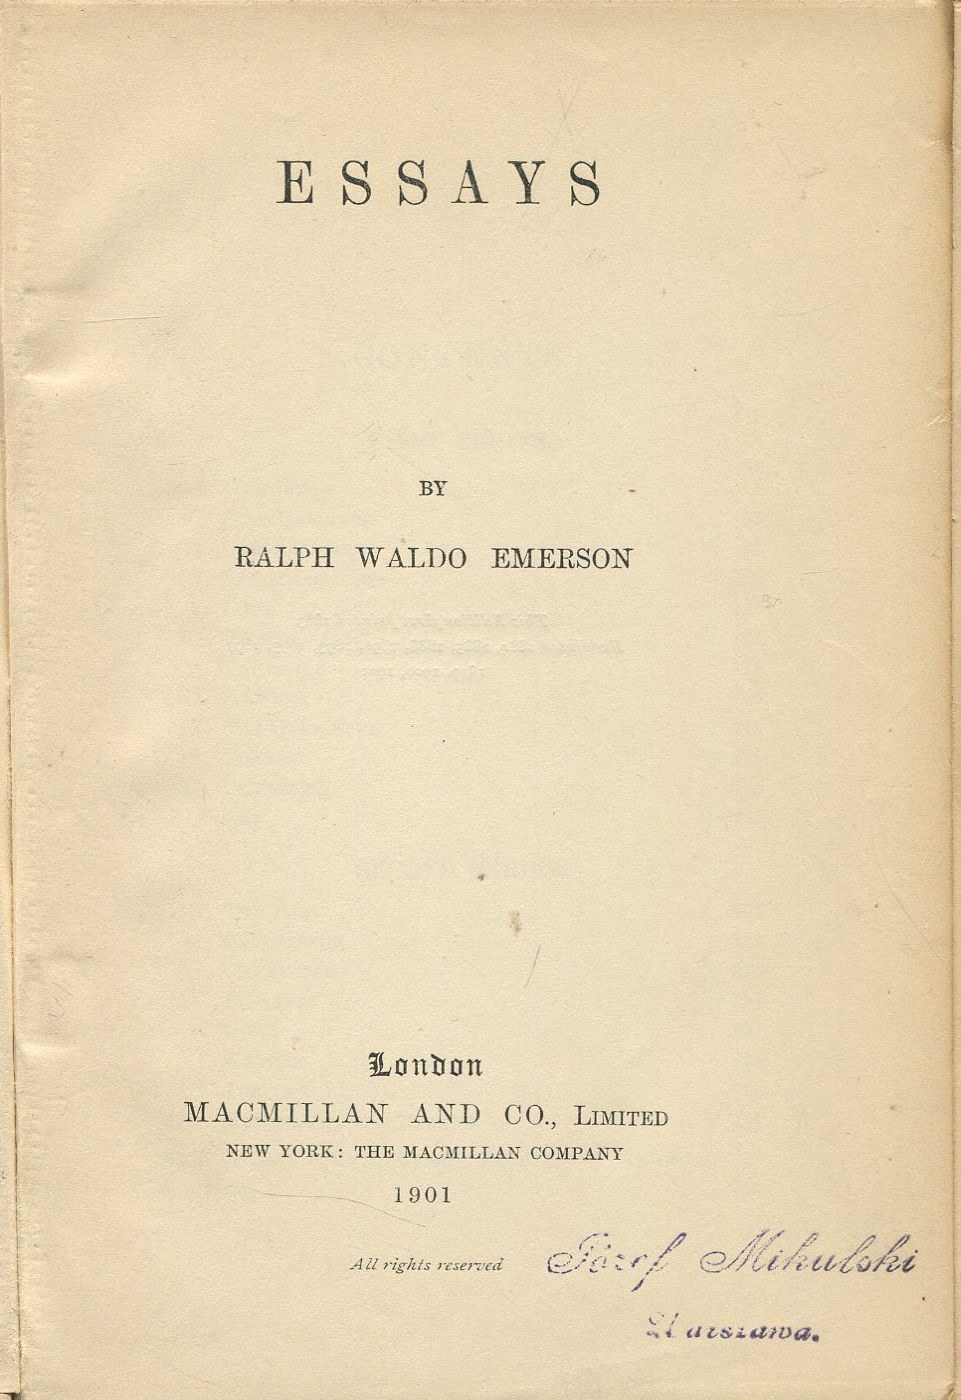 ESSAYS
BY
RALPH WALDO EMERSON
London
MACMILLAN AND CO., LIMITED
NEW YORK: THE MACMILLAN COMPANY
1901
All rights reserved
Józef Mikulski
Warszawa.